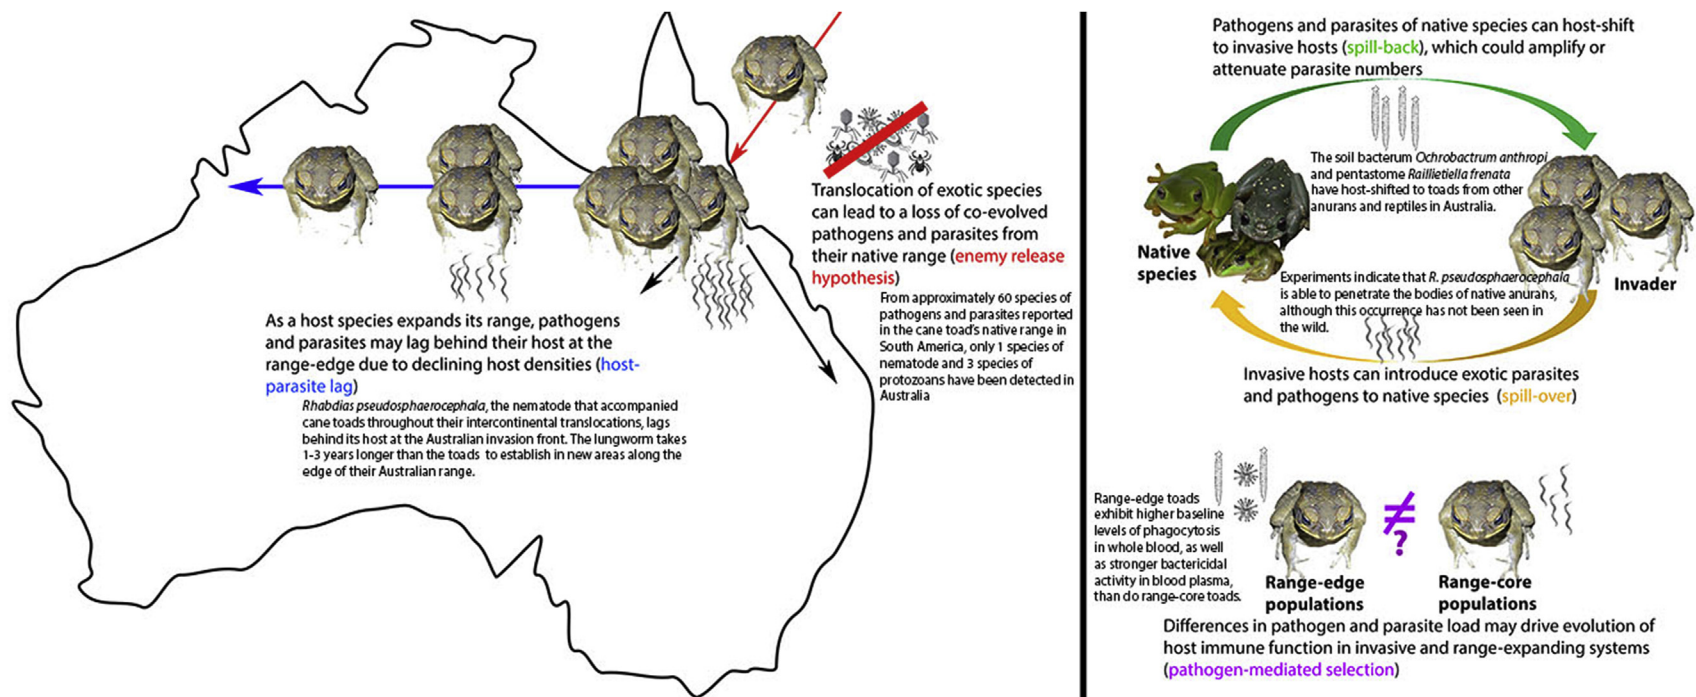 Translocation of exotic species
can lead to a loss of co-evolved
pathogens and parasites from
their native range (enemy release
hypothesis)
From approximately 60 species of
pathogens and parasites reported
in the cane toad's native range in
South America, only 1 species of
nematode and 3 species of
protozoans have been detected in
Australia
As a host species expands its range, pathogens
and parasites may lag behind their host at the
range-edge due to declining host densities (host-
parasite lag)
Rhabdias pseudosphaerocephala, the nematode that accompanied
cane toads throughout their intercontinental translocations, lags
behind its host at the Australian invasion front. The lungworm takes
1-3 years longer than the toads to establish in new areas along the
edge of their Australian range.
Pathogens and parasites of native species can host-shift
to invasive hosts (spill-back), which could amplify or
attenuate parasite numbers
The soil bacterum Ochrobactrum anthropi
and pentastome Raillietiella frenata
have host-shifted to toads from other
anurans and reptiles in Australia.
Native
species
Invader
Experiments indicate that R. pseudosphaerocephala
is able to penetrate the bodies of native anurans,
although this occurrence has not been seen in
the wild.
Invasive hosts can introduce exotic parasites
and pathogens to native species (spill-over)
Range-edge toads
exhibit higher baseline
levels of phagocytosis
in whole blood, as well
as stronger bactericidal
activity in blood plasma,
than do range-core toads.
≠
?
Range-edge
populations
Range-core
populations
Differences in pathogen and parasite load may drive evolution of
host immune function in invasive and range-expanding systems
(pathogen-mediated selection)